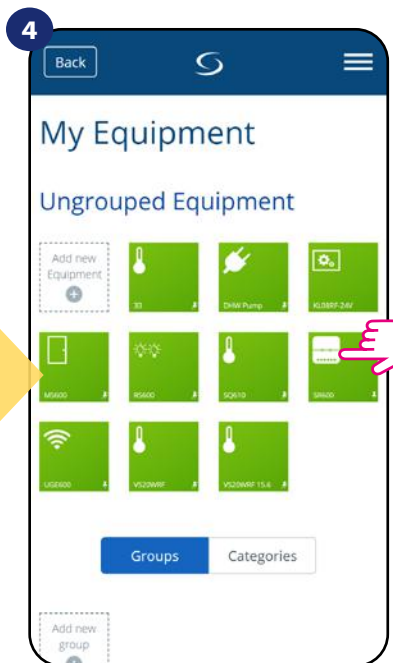 4
Back
My Equipment
Ungrouped Equipment
Add new
Equipment
3D
DHW Pump
KL08RF-24V
MS600
RS600
SQ610
SR600
UGE600
VS20WRF
VS20WRF 15.6
Groups
Categories
Add new
group